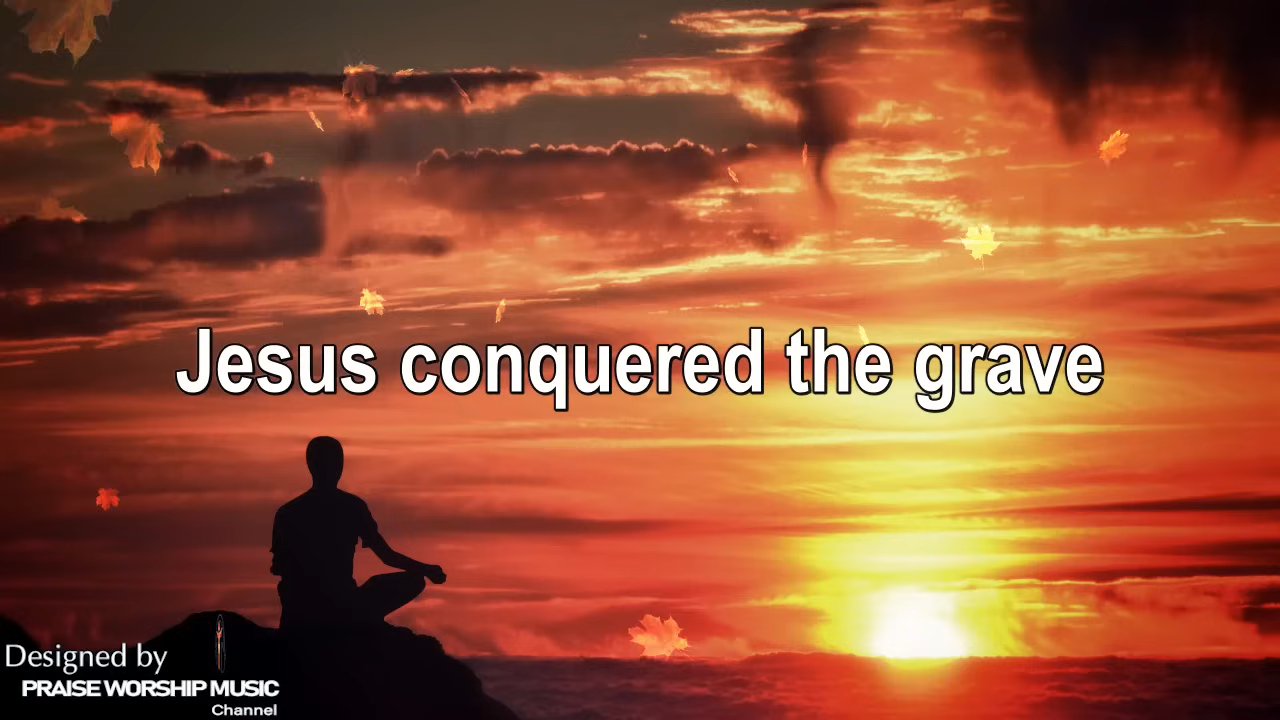 Jesus conquered the grave
Designed by
PRAISE WORSHIP MUSIC
Channel